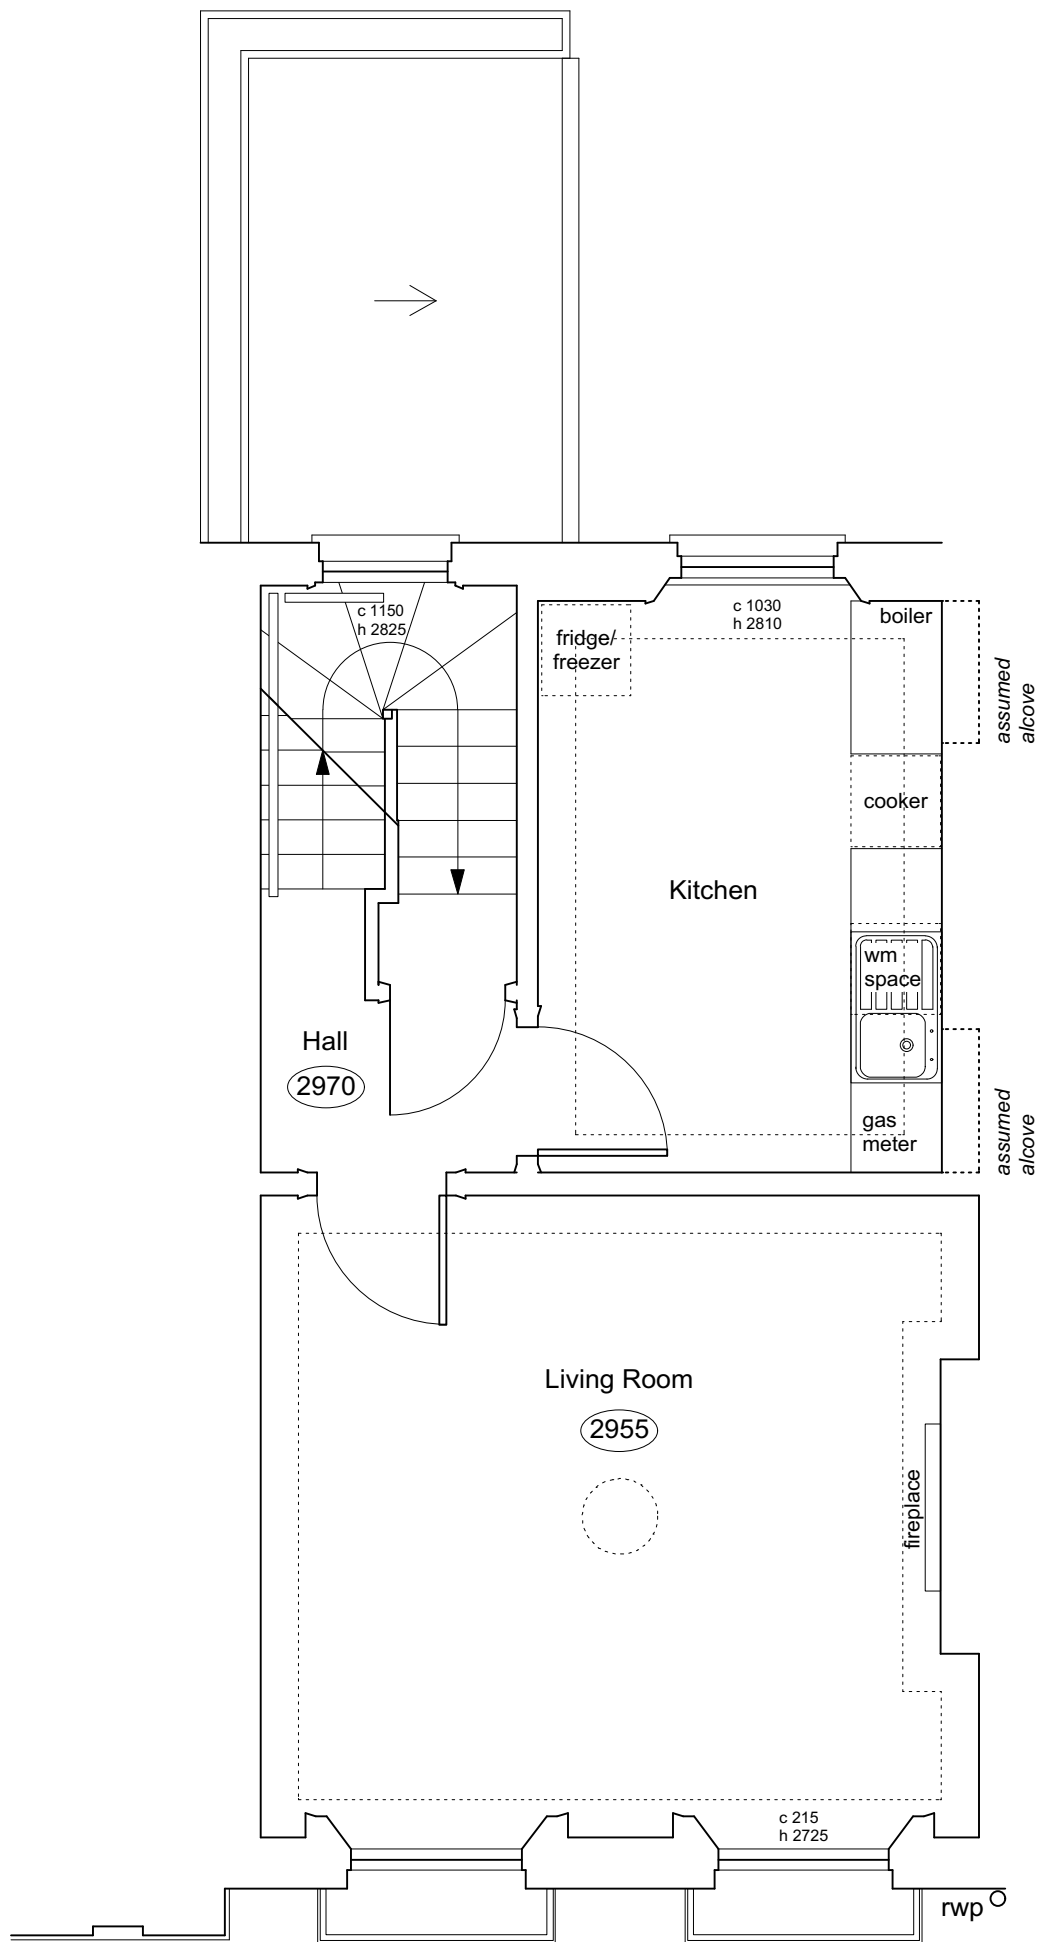 c 1150
h 2825
c 1030
h 2810
boiler
fridge/
freezer
assumed
alcove
cooker
Kitchen
wm
space
Hall
2970
gas
meter
assumed
alcove
Living Room
2955
fireplace
c 215
h 2725
rwp